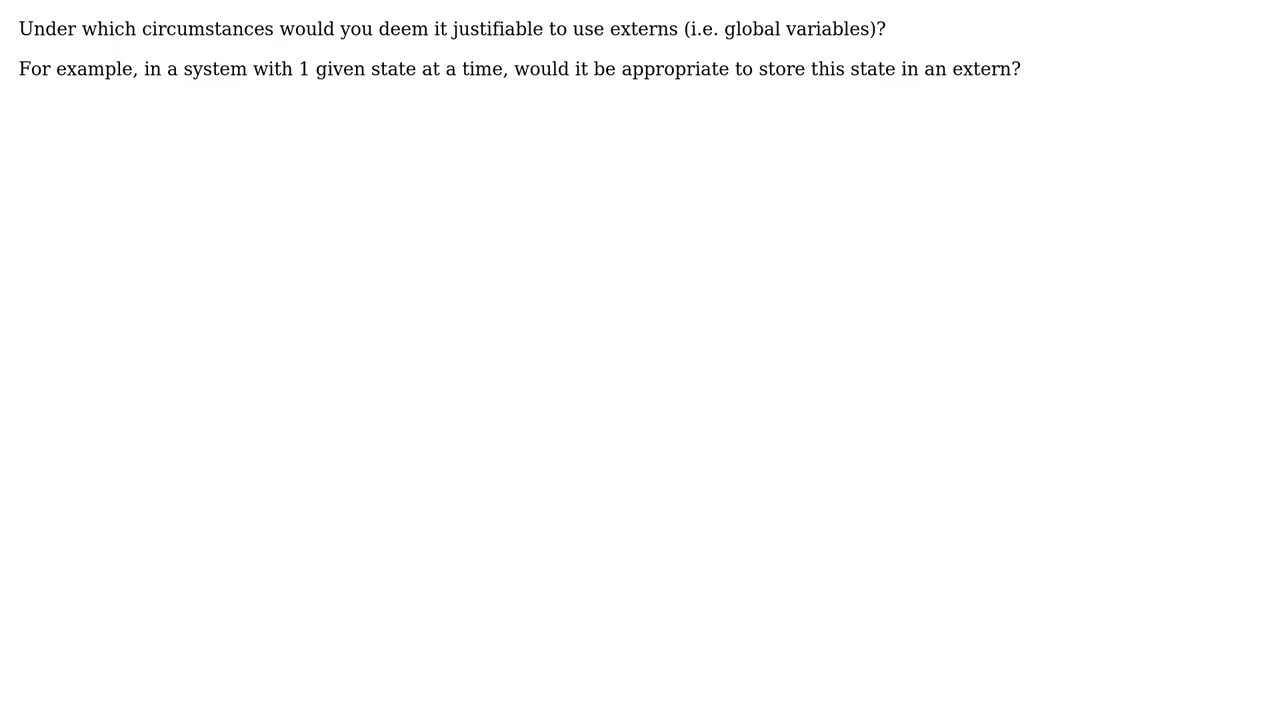 Under which circumstances would you deem it justifiable to use externs (i.e. global variables)?
For example, in a system with 1 given state at a time, would it be appropriate to store this state in an extern?